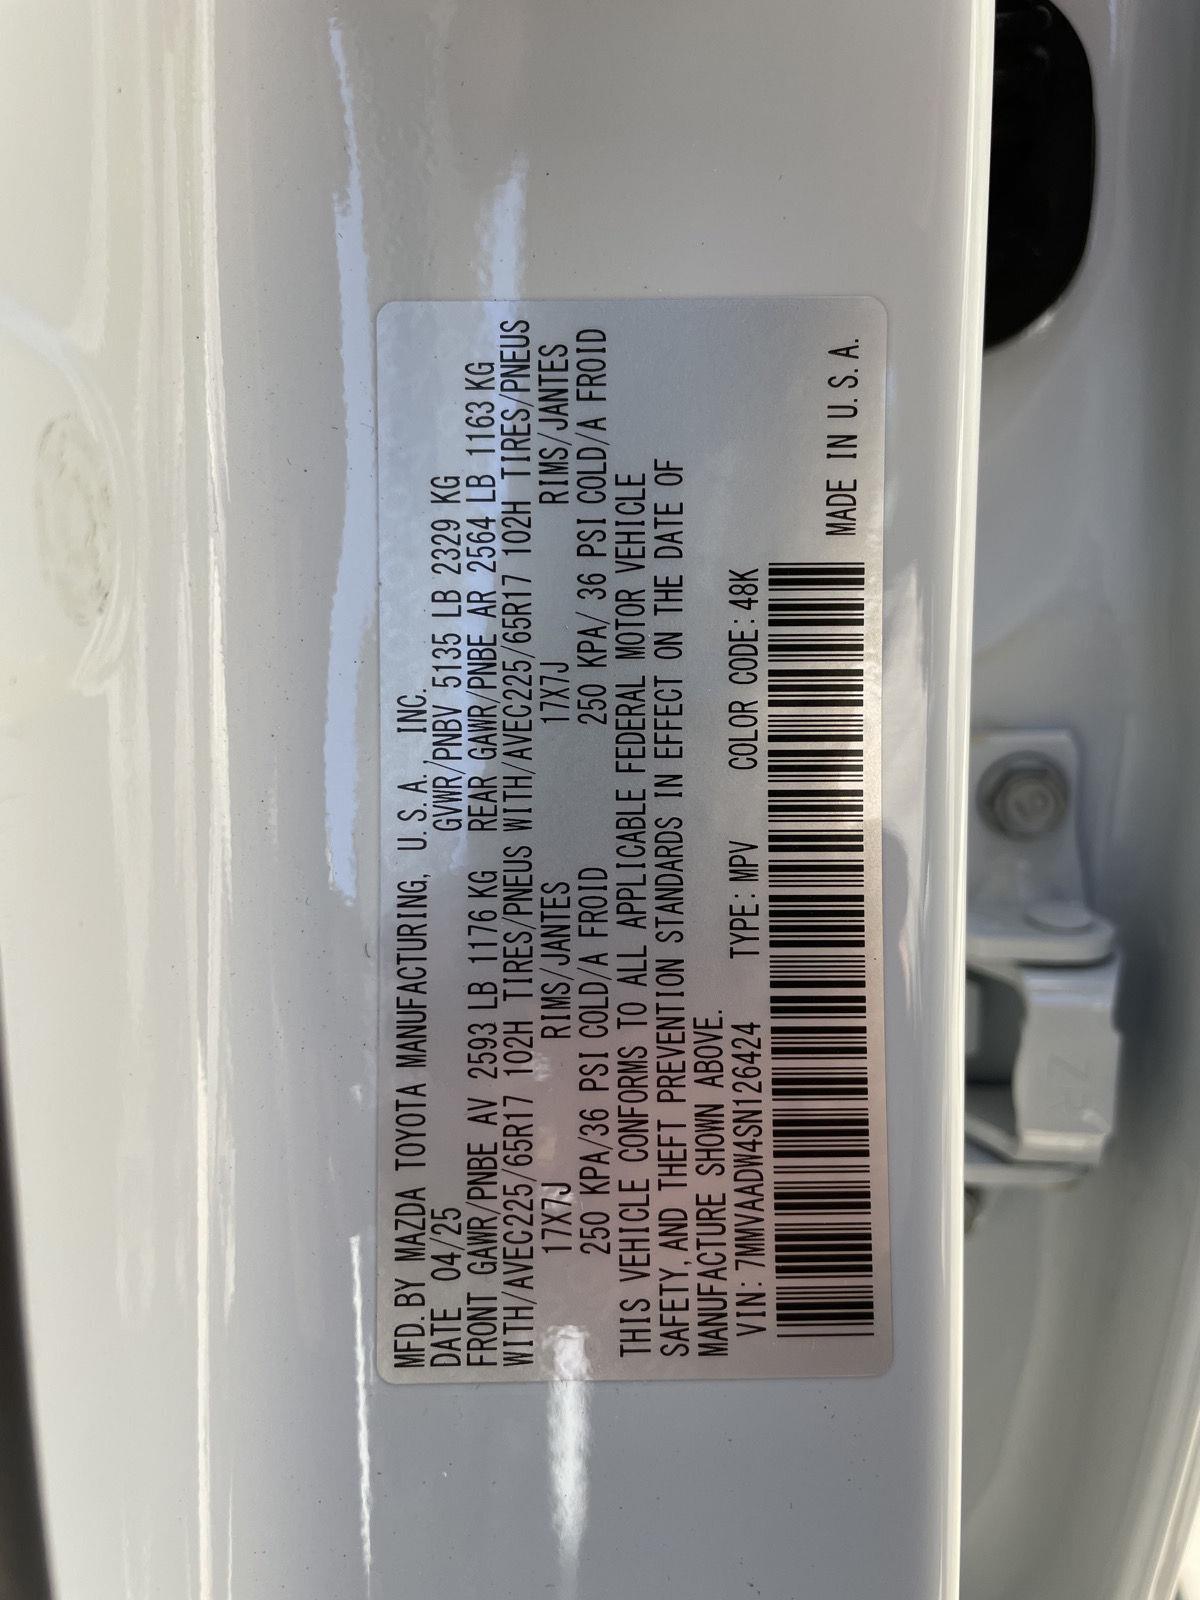 MFD. BY MAZDA TOYOTA MANUFACTURING, U.S.A. INC.
DATE 04/25 GVWR/PNBV 5135 LB 2329 KG
FRONT GAWR/PNBE AV 2593 LB 1176 KG REAR GAWR/PNBE AR 2564 LB 1163 KG
WITH/AVEC225/65R17 102H TIRES/PNEUS WITH/AVEC225/65R17 102H TIRES/PNEUS
17X7J RIMS/JANTES 17X7J RIMS/JANTES
250 KPA/36 PSI COLD/A FROID 250 KPA/ 36 PSI COLD/A FROID
THIS VEHICLE CONFORMS TO ALL APPLICABLE FEDERAL MOTOR VEHICLE
SAFETY, AND THEFT PREVENTION STANDARDS IN EFFECT ON THE DATE OF
MANUFACTURE SHOWN ABOVE.
VIN: 7MMVAADW4SN126424 TYPE: MPV COLOR CODE: 48K
MADE IN U.S.A.